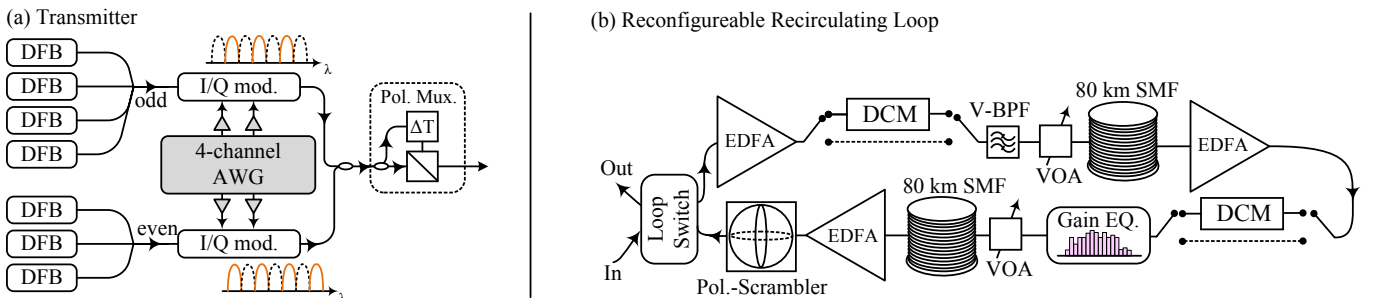 (a) Transmitter
DFB
DFB
DFB
DFB
odd
I/Q mod.
λ
4-channel
AWG
Pol. Mux.
ΔT
DFB
DFB
DFB
even
I/Q mod.
λ
(b) Reconfigureable Recirculating Loop
EDFA
DCM
V-BPF
VOA
80 km SMF
EDFA
Out
In
Loop
Switch
Pol.-Scrambler
EDFA
80 km SMF
VOA
Gain EQ.
DCM